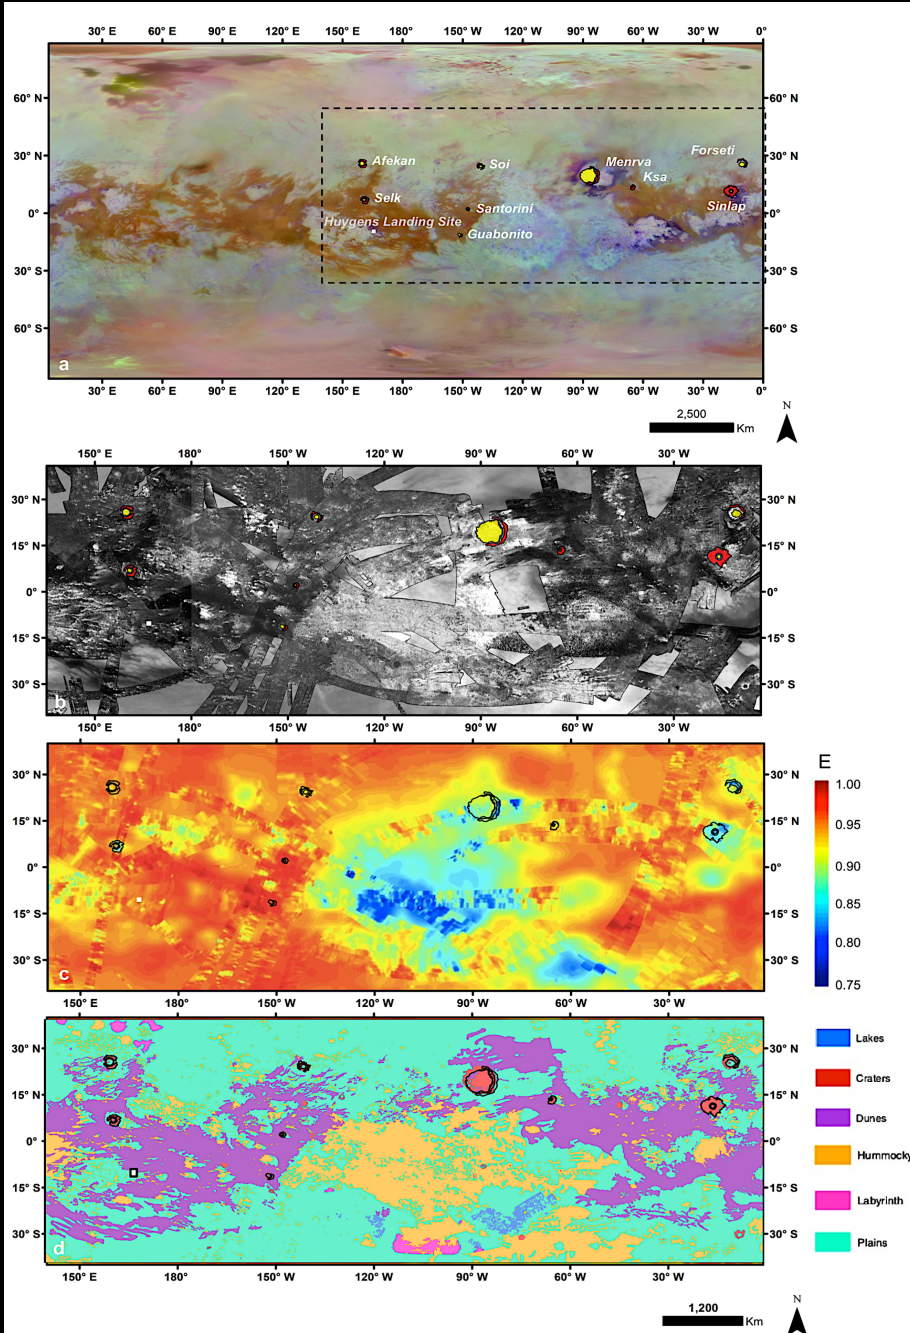 30° E 60° E 90° E 120° E 150° E 180° 150° W 120° W 90° W 60° W 30° W 0°
60° N 60° N
30° N 30° N
0° 0°
30° S 30° S
60° S 60° S
Afekan
Soi
Menrva
Forseti
Ksa
Selk
Santorini
Sinlap
Huygens Landing Site
Guabonito
a
30° E 60° E 90° E 120° E 150° E 180° 150° W 120° W 90° W 60° W 30° W 0°
2,500 Km
N
150° E 180° 150° W 120° W 90° W 60° W 30° W
30° N 30° N
15° N 15° N
0° 0°
15° S 15° S
30° S 30° S
b
150° E 180° 150° W 120° W 90° W 60° W 30° W
30° N 30° N
15° N 15° N
0° 0°
15° S 15° S
30° S 30° S
c
150° E 180° 150° W 120° W 90° W 60° W 30° W
E
1.00
0.95
0.90
0.85
0.80
0.75
30° N 30° N
15° N 15° N
0° 0°
15° S 15° S
30° S 30° S
d
150° E 180° 150° W 120° W 90° W 60° W 30° W
Lakes
Craters
Dunes
Hummocky
Labyrinth
Plains
1,200 Km
N